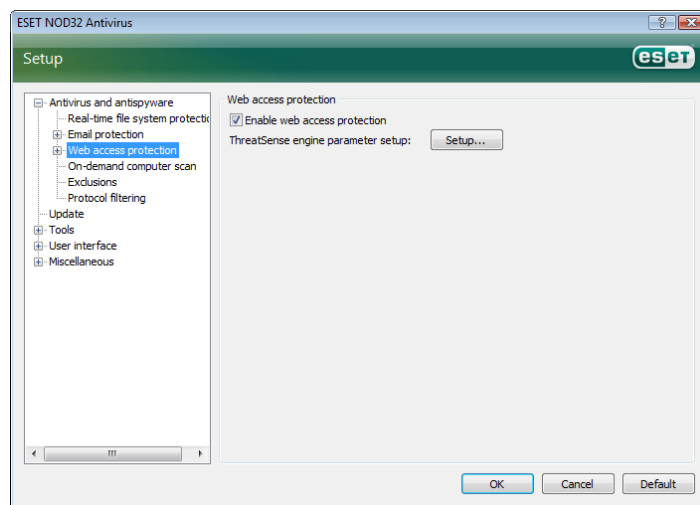 ESET NOD32 Antivirus
Setup
eset
Antivirus and antispyware
Real-time file system protectic
Email protection
Web access protection
On-demand computer scan
Exclusions
Protocol filtering
Update
Tools
User interface
Miscellaneous
Web access protection
Enable web access protection
ThreatSense engine parameter setup:
Setup...
OK
Cancel
Default